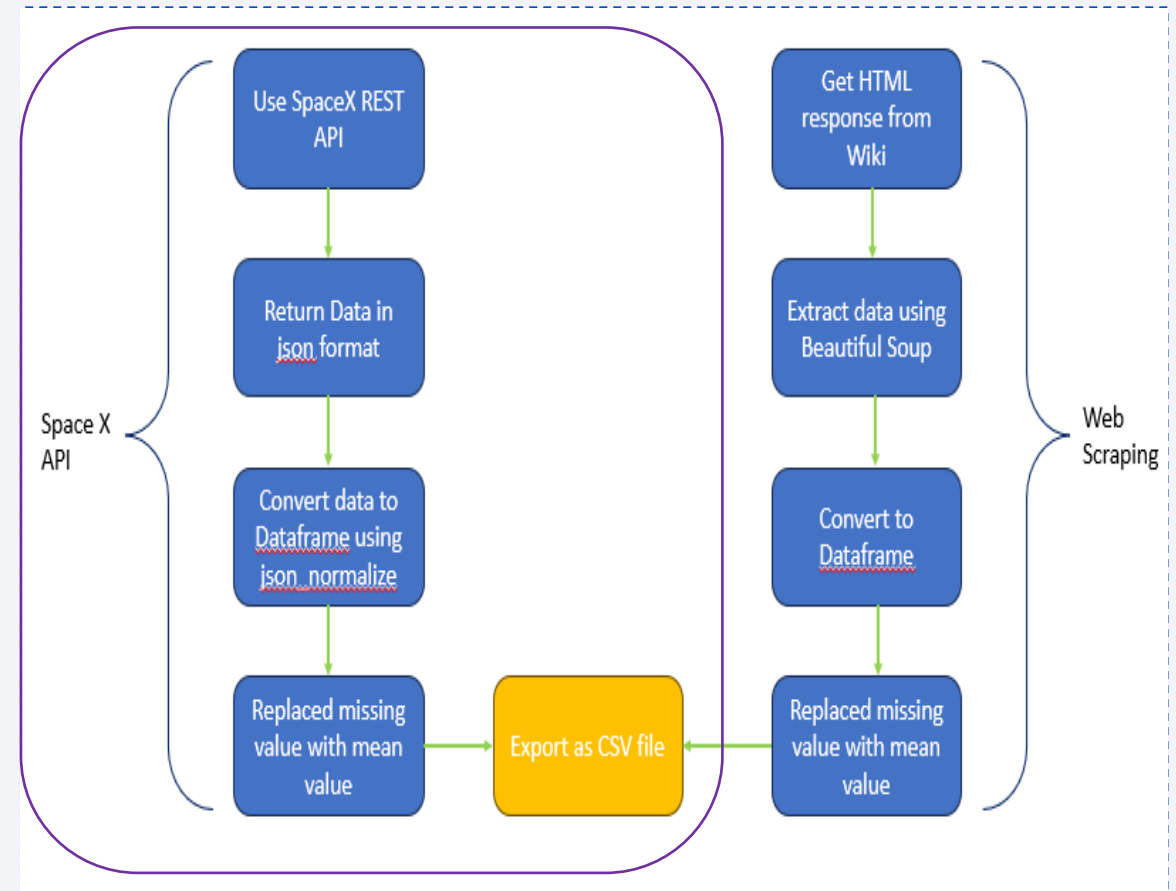 Use SpaceX REST
API
Return Data in
json format
Space X
API
Convert data to
Dataframe using
json_normalize
Replaced missing
value with mean
value
Export as CSV file
Get HTML
response from
Wiki
Extract data using
Beautiful Soup
Web
Scraping
Convert to
Dataframe
Replaced missing
value with mean
value